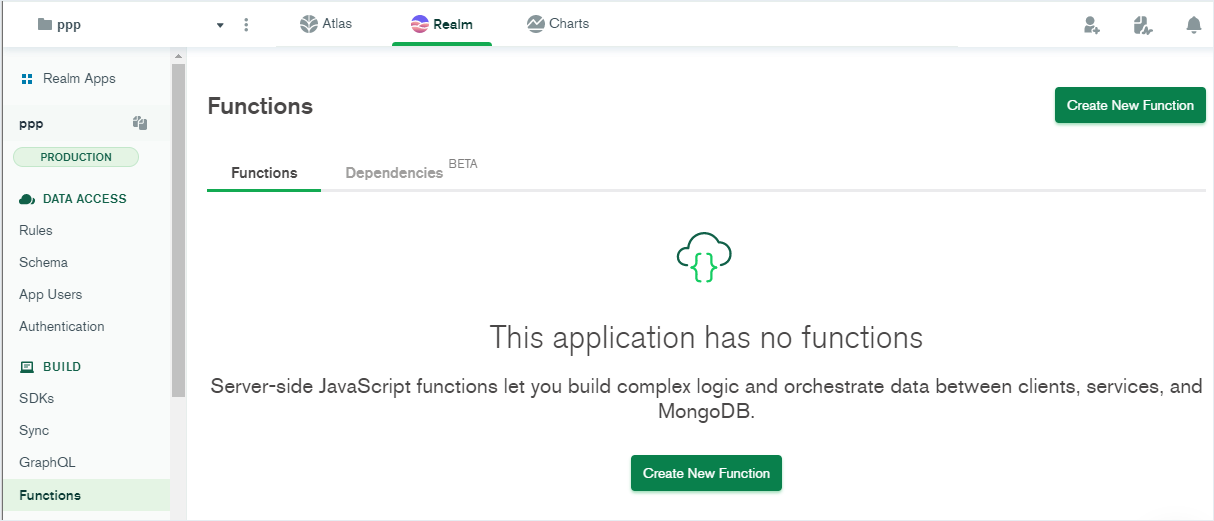 ppp
Atlas
Realm
Charts
Realm Apps
ppp
PRODUCTION
DATA ACCESS
Rules
Schema
App Users
Authentication
BUILD
SDKs
Sync
GraphQL
Functions
Functions
Create New Function
Functions
Dependencies BETA
This application has no functions
Server-side JavaScript functions let you build complex logic and orchestrate data between clients, services, and
MongoDB.
Create New Function